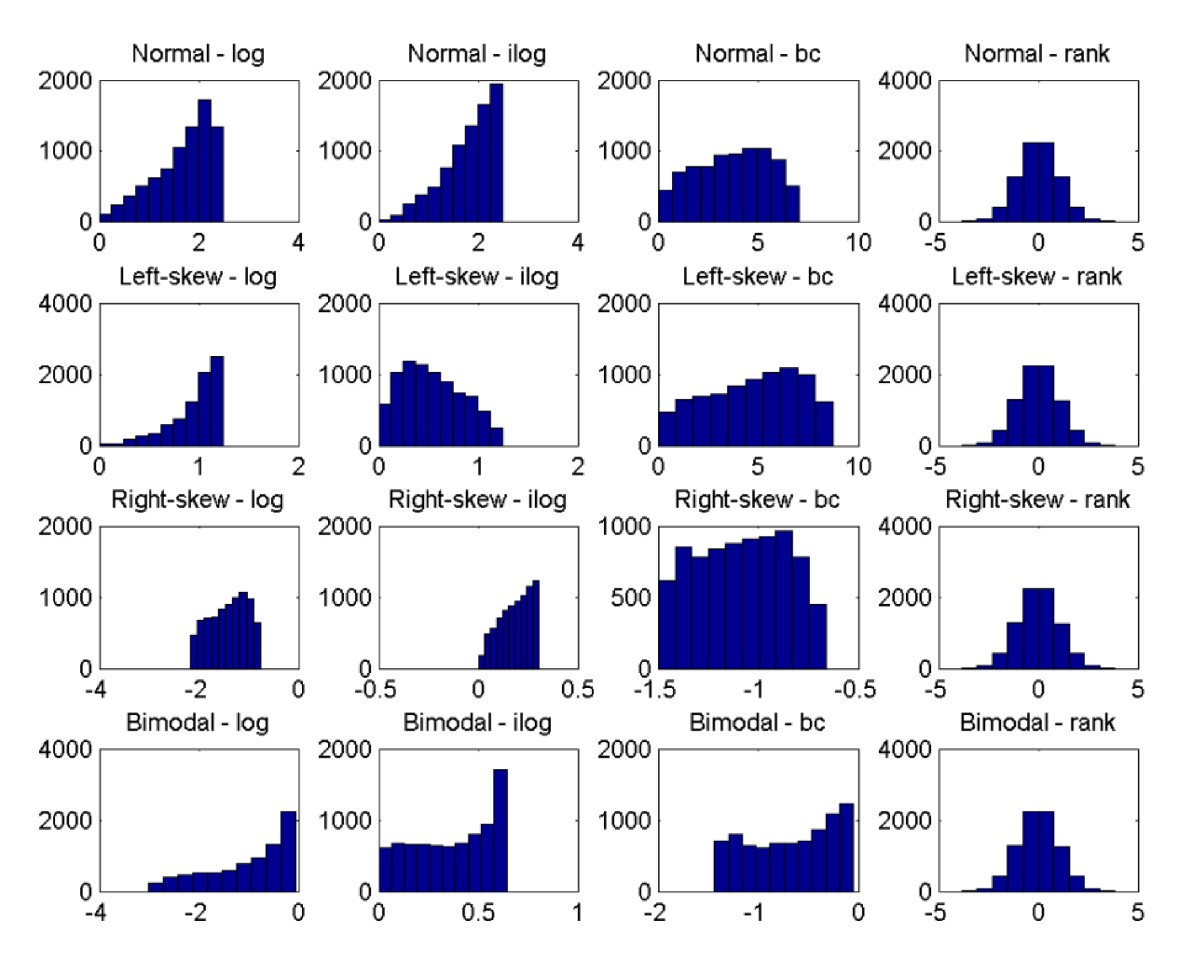 Normal - log Normal - ilog Normal - bc Normal - rank
2000 2000 2000 4000
1000 1000 1000 2000
0 0 0 0
0 2 4 0 2 4 0 5 10 -5 0 5
Left-skew - log Left-skew - ilog Left-skew - bc Left-skew - rank
4000 2000 2000 4000
2000 1000 1000 2000
0 0 0 0
0 1 2 0 1 2 0 5 10 -5 0 5
Right-skew - log Right-skew - ilog Right-skew - bc Right-skew - rank
2000 2000 1000 4000
1000 1000 500 2000
0 0 0 0
-4 -2 0 -0.5 0 0.5 -1.5 -1 -0.5 -5 0 5
Bimodal - log Bimodal - ilog Bimodal - bc Bimodal - rank
4000 2000 2000 4000
2000 1000 1000 2000
0 0 0 0
-4 -2 0 0 0.5 1 -2 -1 0 -5 0 5